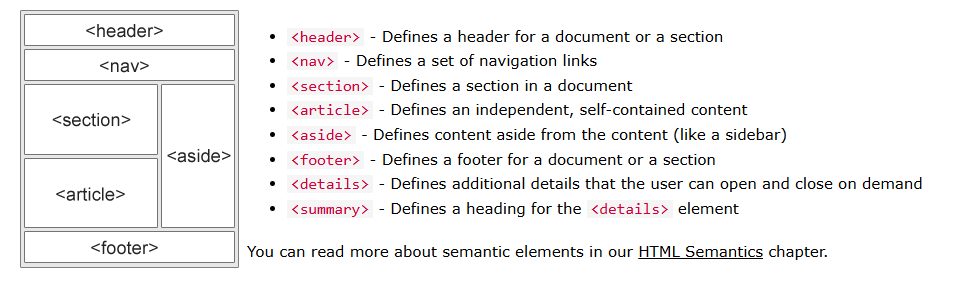 <header>
<nav>
<section>
<aside>
<article>
<footer>
<header> - Defines a header for a document or a section
<nav> - Defines a set of navigation links
<section> - Defines a section in a document
<article> - Defines an independent, self-contained content
<aside> - Defines content aside from the content (like a sidebar)
<footer> - Defines a footer for a document or a section
<details> - Defines additional details that the user can open and close on demand
<summary> - Defines a heading for the <details> element
You can read more about semantic elements in our HTML Semantics chapter.